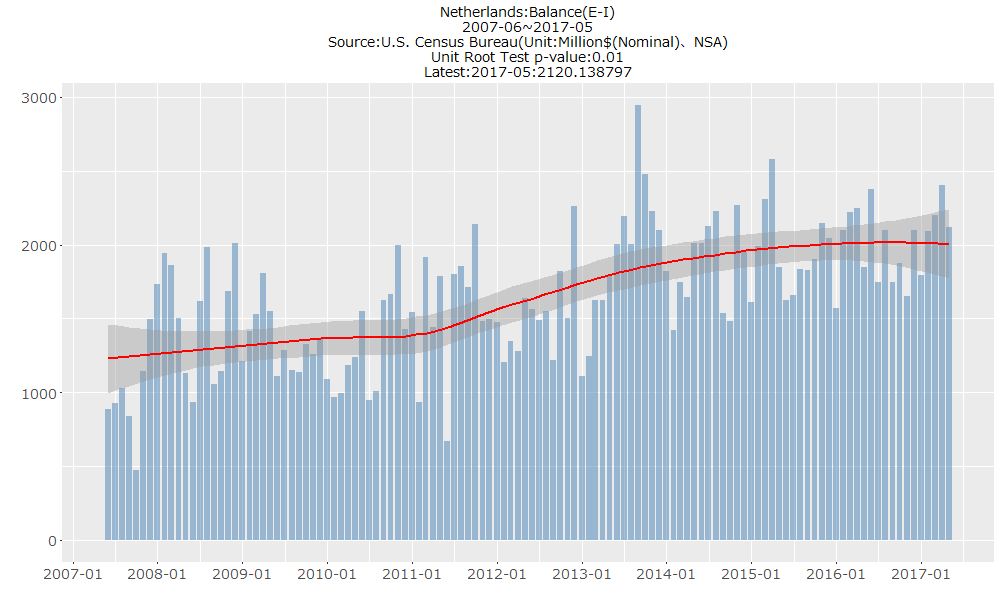 Netherlands:Balance(E-I)
2007-06~2017-05
Source:U.S. Census Bureau(Unit:Million$(Nominal)、NSA)
Unit Root Test p-value:0.01
Latest:2017-05:2120.138797
3000
2000
1000
0
2007-01 2008-01 2009-01 2010-01 2011-01 2012-01 2013-01 2014-01 2015-01 2016-01 2017-01